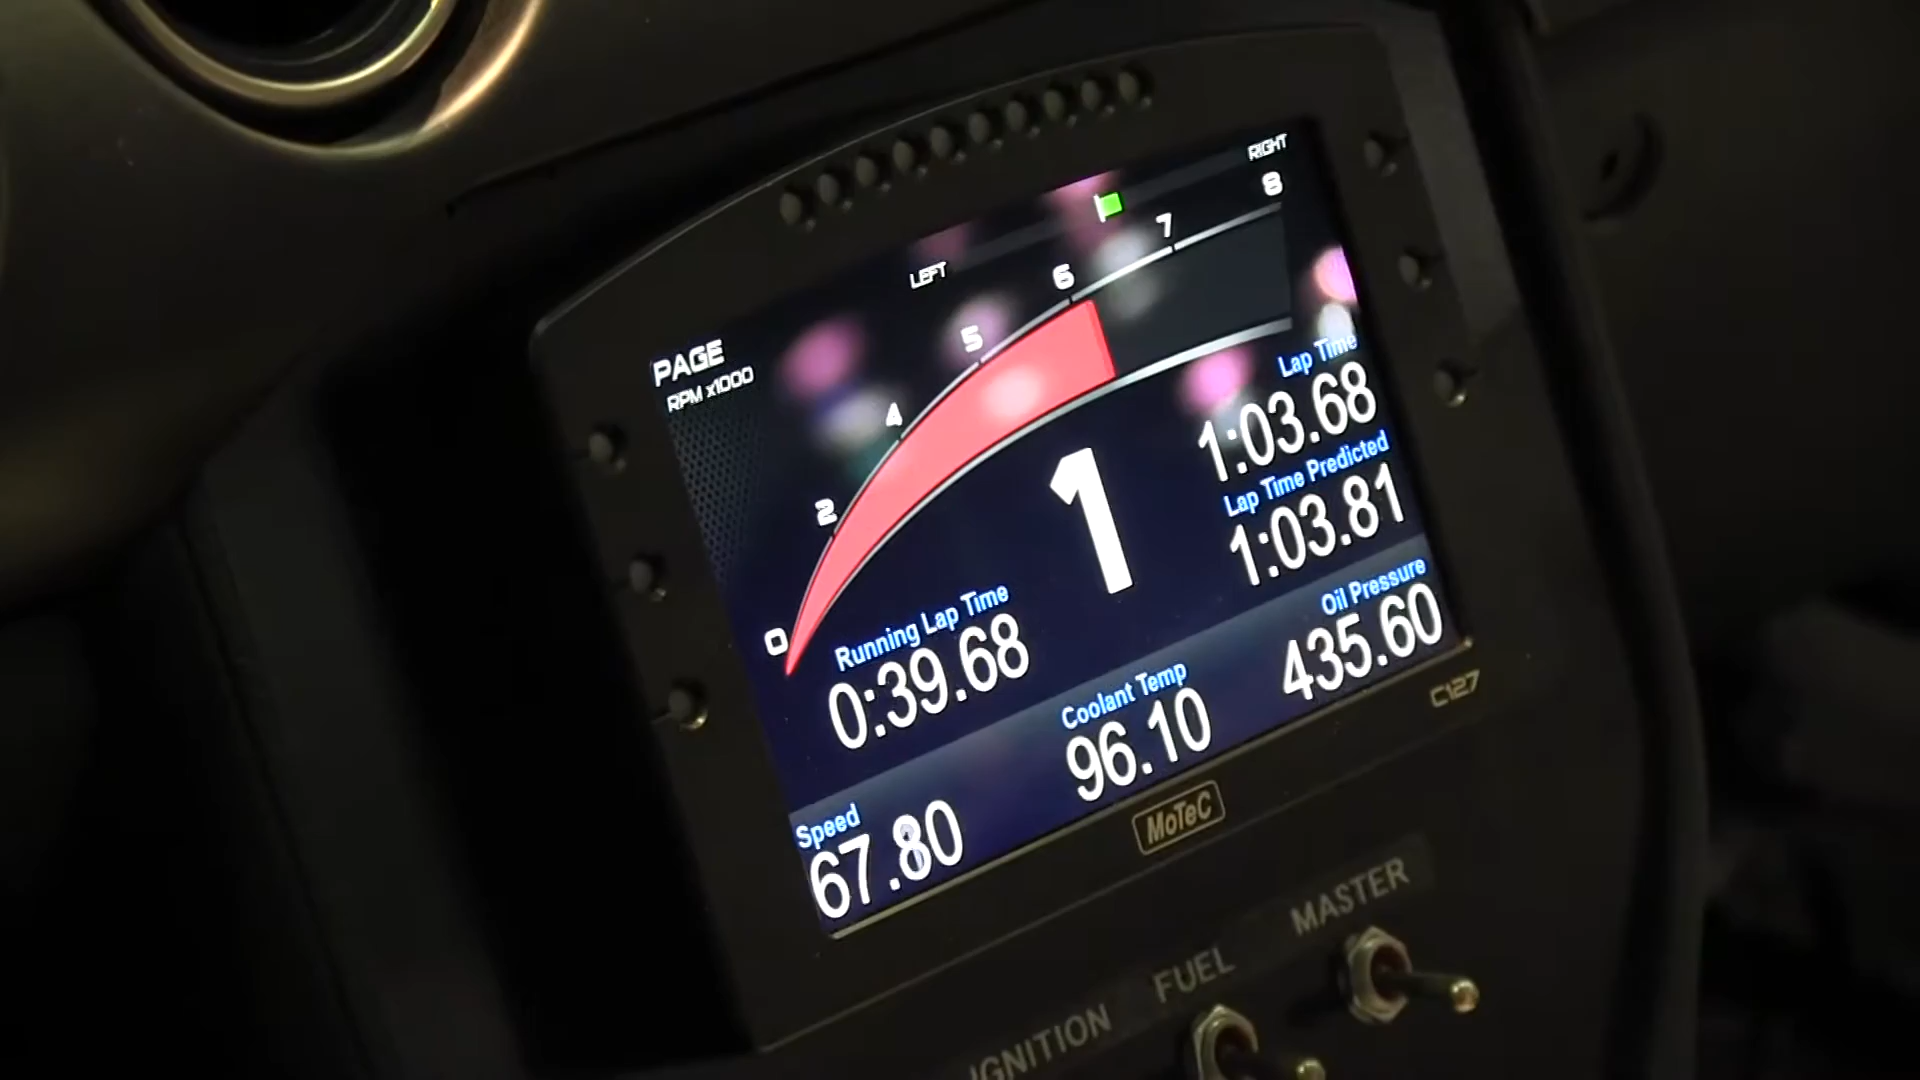 RIGHT
8
7
LEFT
6
5
PAGE
RPM x1000
4
2
0
1
Lap Time
1:03.68
Lap Time Predicted
1:03.81
Running Lap Time
0:39.68
Oil Pressure
435.60
Coolant Temp
96.10
Speed
67.80
C127
MoTeC
MASTER
FUEL
IGNITION